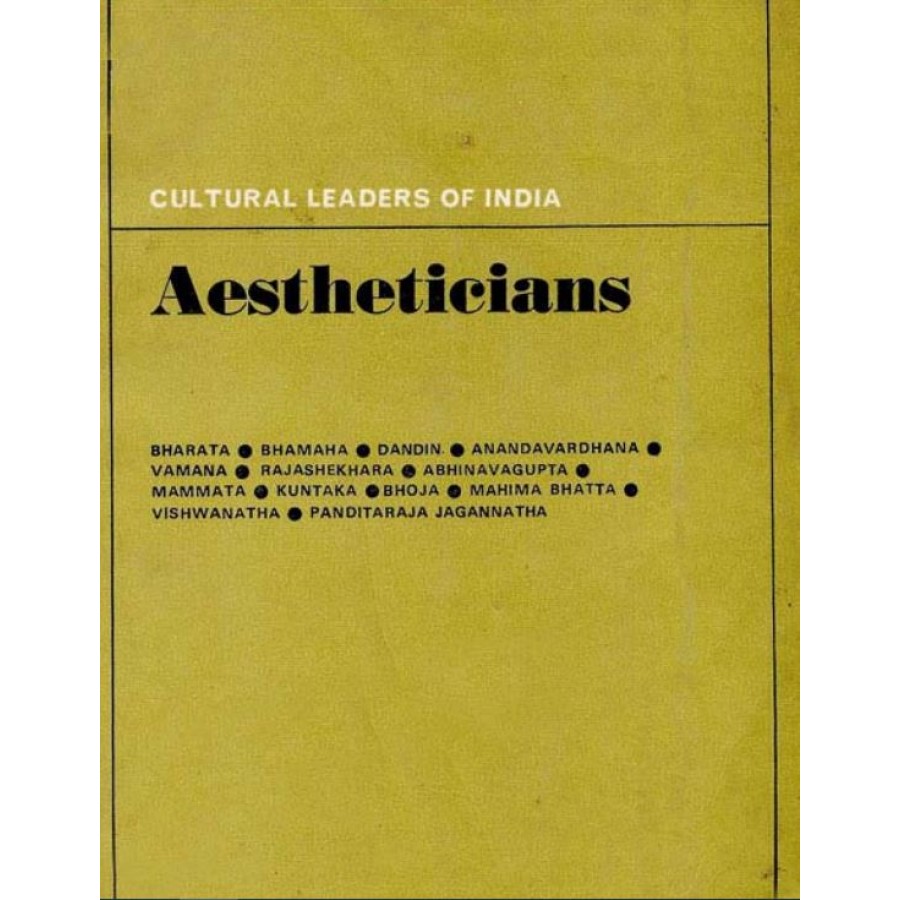 CULTURAL LEADERS OF INDIA
Aestheticians
BHARATA ● BHAMAHA ● DANDIN. ● ANANDAVARDHANA ●
VAMANA ● RAJASHEKHARA ● ABHINAVAGUPTA ●
MAMMATA ● KUNTAKA ● BHOJA ● MAHIMA BHATTA ●
VISHWANATHA ● PANDITARAJA JAGANNATHA